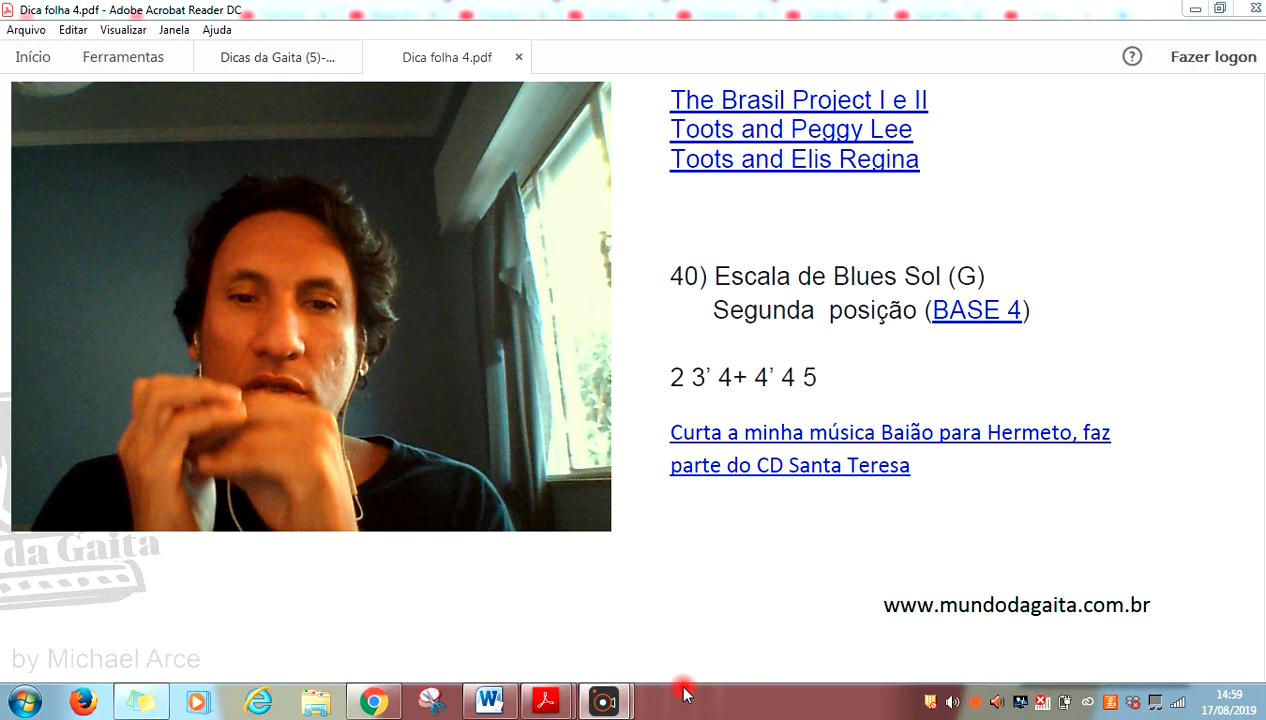 Dica folha 4.pdf - Adobe Acrobat Reader DC
Arquivo Editar Visualizar Janela Ajuda
Início Ferramentas Dicas da Gaita (5)-... Dica folha 4.pdf × ? Fazer logon
The Brasil Project I e II
Toots and Peggy Lee
Toots and Elis Regina
40) Escala de Blues Sol (G)
Segunda posição (BASE 4)
2 3’ 4+ 4’ 4 5
Curta a minha música Baião para Hermeto, faz
parte do CD Santa Teresa
da Gaita
www.mundodagaita.com.br
by Michael Arce
14:59
17/08/2019